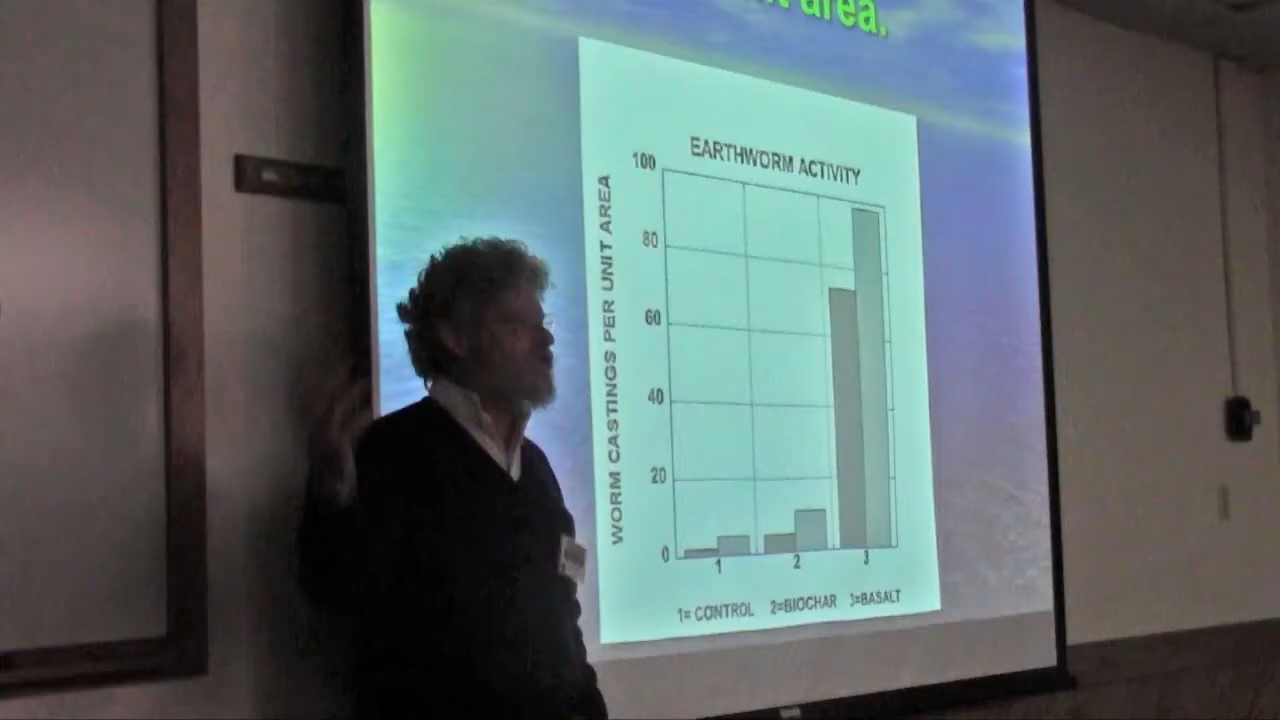 area.
EARTHWORM ACTIVITY
WORM CASTINGS PER UNIT AREA
100
80
60
40
20
0
1 2 3
1= CONTROL 2=BIOCHAR 3=BASALT